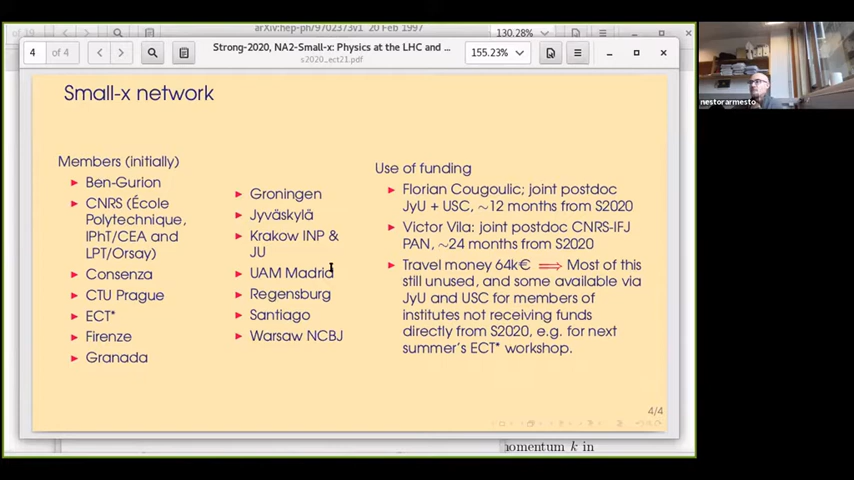 arXiv:hep-ph/9702373v1 20 Feb 1997
130.28%
4 of 4
Strong-2020, NA2-Small-x: Physics at the LHC and ...
s2020_ect21.pdf
155.23%
nestorarmesto
Small-x network
Members (initially)
Ben-Gurion
CNRS (École
Polytechnique,
IPhT/CEA and
LPT/Orsay)
Consenza
CTU Prague
ECT*
Firenze
Granada
Groningen
Jyväskylä
Krakow INP &
JU
UAM Madrid
Regensburg
Santiago
Warsaw NCBJ
Use of funding
Florian Cougoulic; joint postdoc
JyU + USC, ~12 months from S2020
Victor Vila: joint postdoc CNRS-IFJ
PAN, ~24 months from S2020
Travel money 64k€ ⟹ Most of this
still unused, and some available via
JyU and USC for members of
institutes not receiving funds
directly from S2020, e.g. for next
summer's ECT* workshop.
4/4
momentum k in